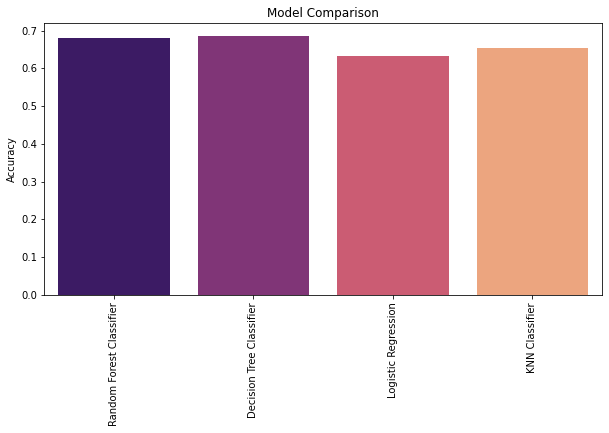 Model Comparison
Accuracy
0.7
0.6
0.5
0.4
0.3
0.2
0.1
0.0
Random Forest Classifier
Decision Tree Classifier
Logistic Regression
KNN Classifier